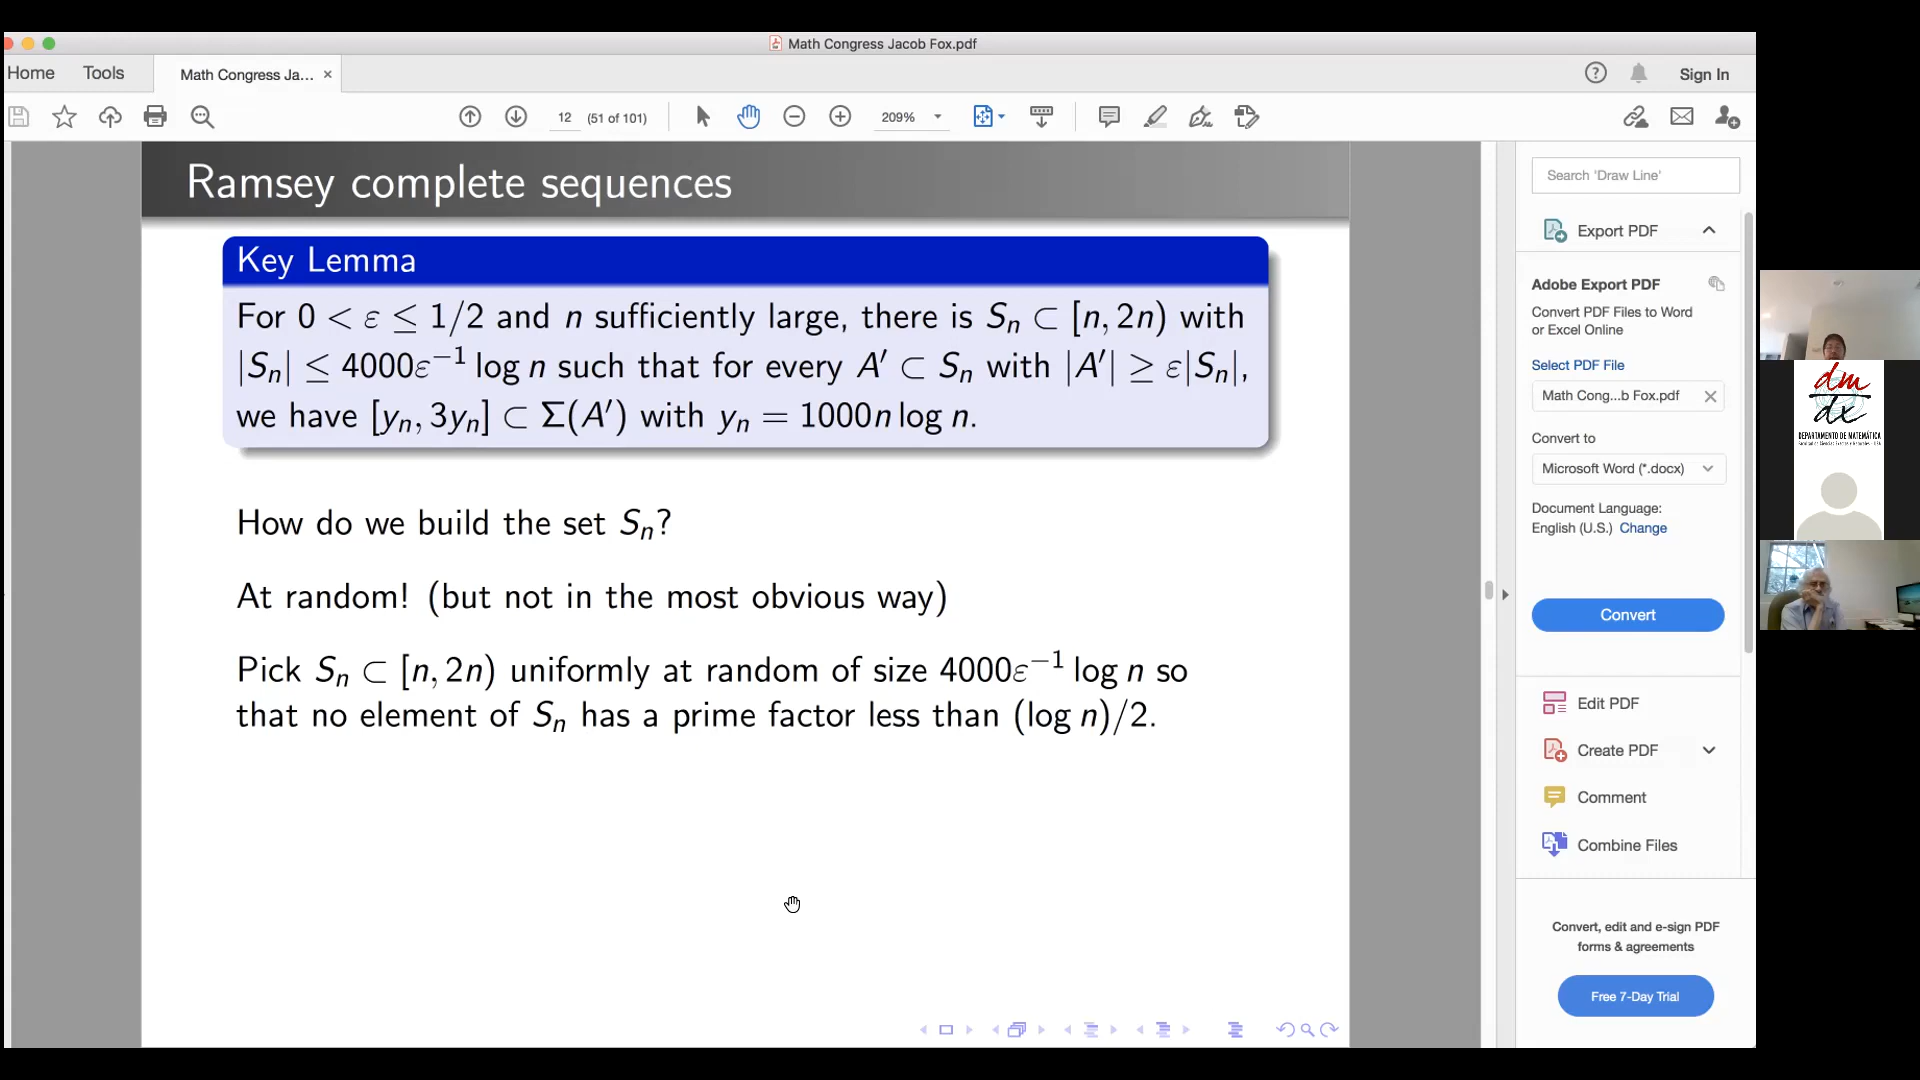 Math Congress Jacob Fox.pdf
Home Tools Math Congress Ja... × Sign In
12 (51 of 101) 209%
Ramsey complete sequences
Key Lemma
For 0 < ε ≤ 1/2 and n sufficiently large, there is Sₙ ⊂ [n, 2n) with
|Sₙ| ≤ 4000ε⁻¹ log n such that for every A′ ⊂ Sₙ with |A′| ≥ ε|Sₙ|,
we have [yₙ, 3yₙ] ⊂ Σ(A′) with yₙ = 1000n log n.
How do we build the set Sₙ?
At random! (but not in the most obvious way)
Pick Sₙ ⊂ [n, 2n) uniformly at random of size 4000ε⁻¹ log n so
that no element of Sₙ has a prime factor less than (log n)/2.
Search 'Draw Line'
Export PDF
Adobe Export PDF
Convert PDF Files to Word
or Excel Online
Select PDF File
Math Cong...b Fox.pdf
Convert to
Microsoft Word (*.docx)
Document Language:
English (U.S.) Change
Convert
Edit PDF
Create PDF
Comment
Combine Files
Convert, edit and e-sign PDF
forms & agreements
Free 7-Day Trial
dm
dx
DEPARTAMENTO DE MATEMÁTICA